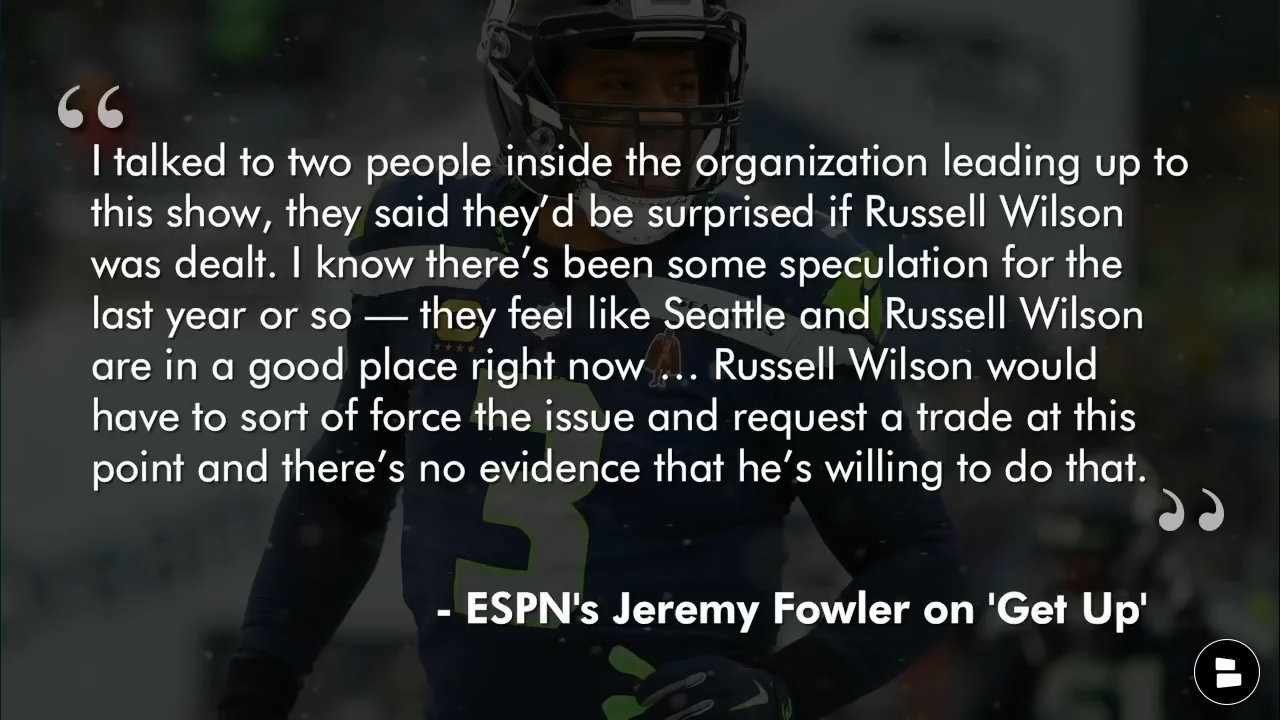 “
I talked to two people inside the organization leading up to
this show, they said they’d be surprised if Russell Wilson
was dealt. I know there’s been some speculation for the
last year or so — they feel like Seattle and Russell Wilson
are in a good place right now … Russell Wilson would
have to sort of force the issue and request a trade at this
point and there’s no evidence that he’s willing to do that.
”
- ESPN's Jeremy Fowler on 'Get Up'
3